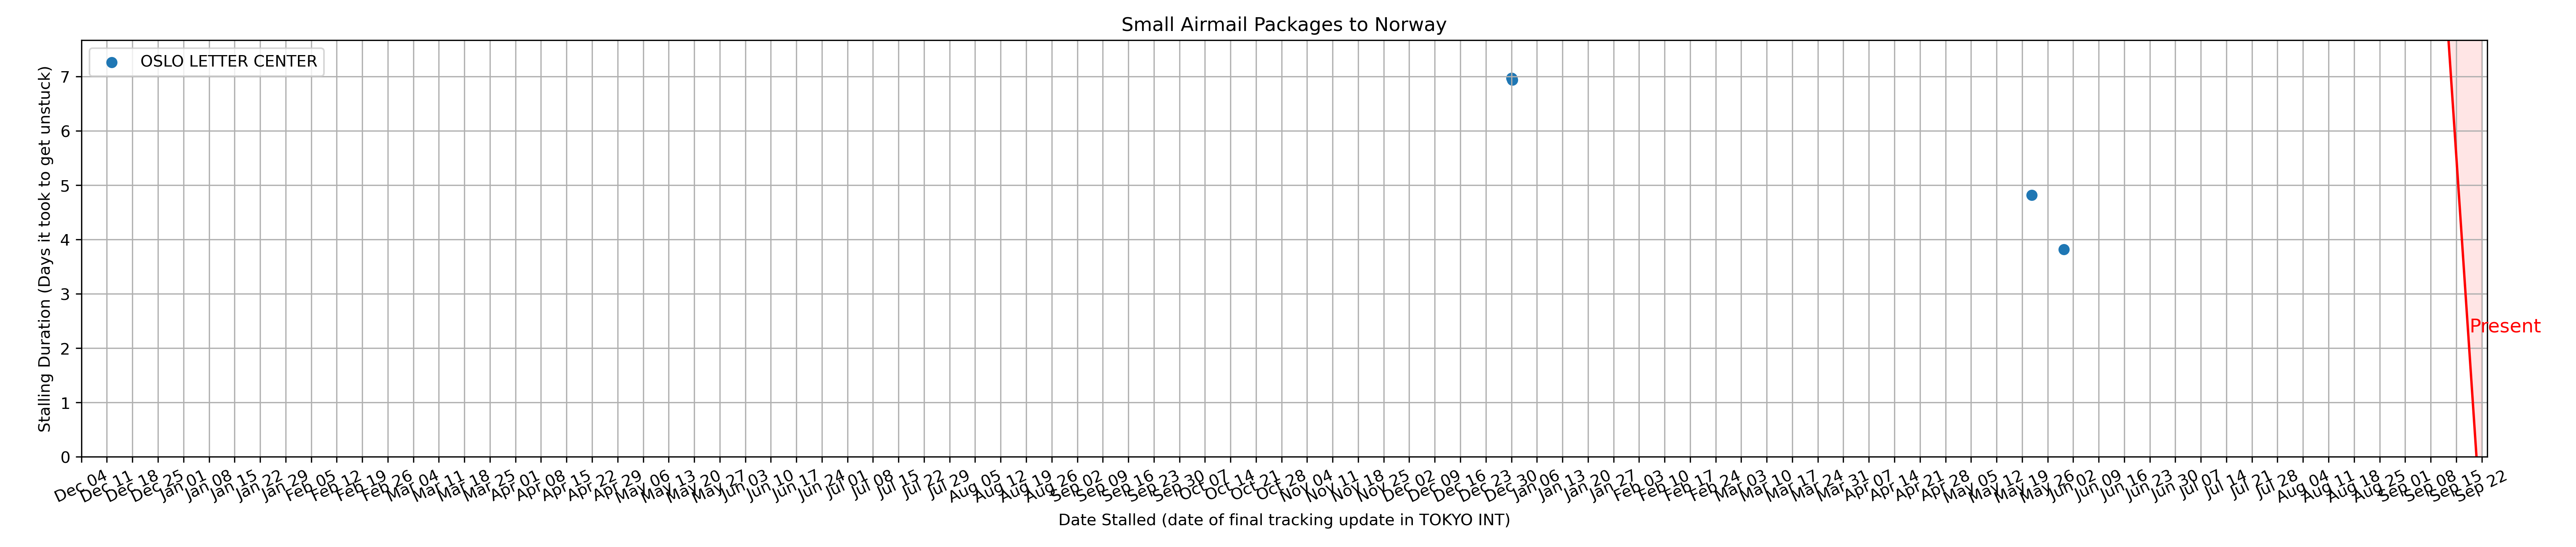 Small Airmail Packages to Norway
OSLO LETTER CENTER
Stalling Duration (Days it took to get unstuck)
7
6
5
4
3
2
1
0
Present
Dec 04 Dec 11 Dec 18 Dec 25 Jan 01 Jan 08 Jan 15 Jan 22 Jan 29 Feb 05 Feb 12 Feb 19 Feb 26 Mar 04 Mar 11 Mar 18 Mar 25 Apr 01 Apr 08 Apr 15 Apr 22 Apr 29 May 06 May 13 May 20 May 27 Jun 03 Jun 10 Jun 17 Jun 24 Jul 01 Jul 08 Jul 15 Jul 22 Jul 29 Aug 05 Aug 12 Aug 19 Aug 26 Sep 02 Sep 09 Sep 16 Sep 23 Sep 30 Oct 07 Oct 14 Oct 21 Oct 28 Nov 04 Nov 11 Nov 18 Nov 25 Dec 02 Dec 09 Dec 16 Dec 23 Dec 30 Jan 06 Jan 13 Jan 20 Jan 27 Feb 03 Feb 10 Feb 17 Feb 24 Mar 03 Mar 10 Mar 17 Mar 24 Mar 31 Apr 07 Apr 14 Apr 21 Apr 28 May 05 May 12 May 19 May 26 Jun 02 Jun 09 Jun 16 Jun 23 Jun 30 Jul 07 Jul 14 Jul 21 Jul 28 Aug 04 Aug 11 Aug 18 Aug 25 Sep 01 Sep 08 Sep 15 Sep 22
Date Stalled (date of final tracking update in TOKYO INT)